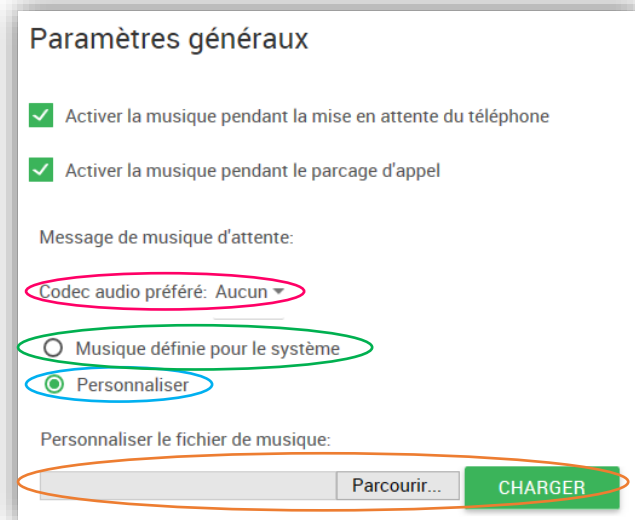 Paramètres généraux
Activer la musique pendant la mise en attente du téléphone
Activer la musique pendant le parcage d'appel
Message de musique d'attente:
Codec audio préféré: Aucun
Musique définie pour le système
Personnaliser
Personnaliser le fichier de musique:
Parcourir... CHARGER